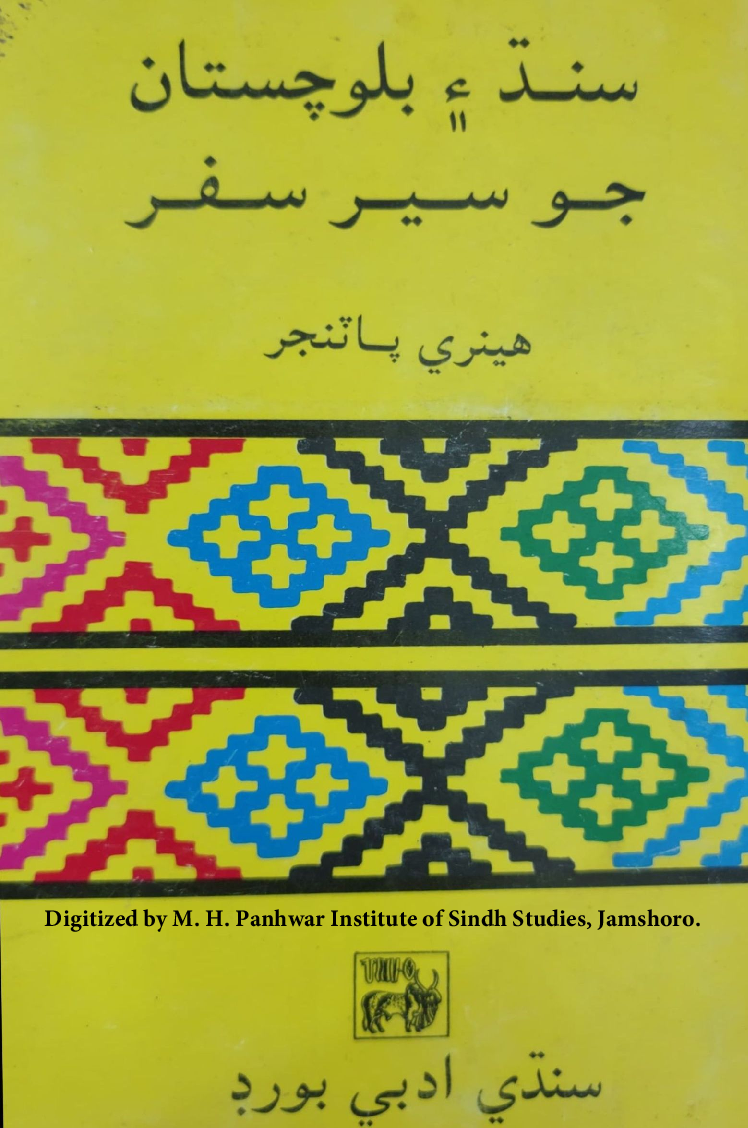 سنڌ ۽ بلوچستان
جو سير سفر
هينري پاٽنجر
Digitized by M. H. Panhwar Institute of Sindh Studies, Jamshoro.
سنڌي ادبي بورڊ